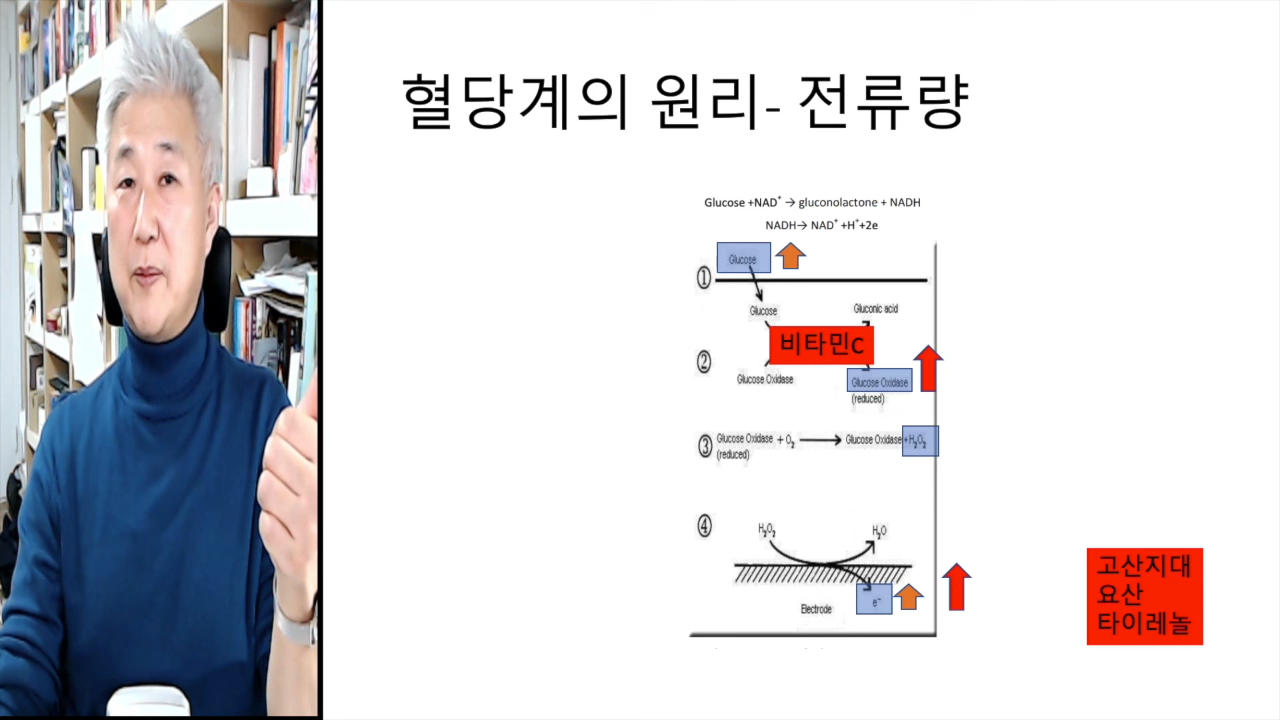 혈당계의 원리- 전류량
Glucose +NAD⁺ → gluconolactone + NADH
NADH→ NAD⁺ +H⁺+2e
Glucose
①
Glucose
Gluconic acid
비타민C
②
Glucose Oxidase
Glucose Oxidase
(reduced)
③ Glucose Oxidase + O₂ → Glucose Oxidase + H₂O₂
(reduced)
④
H₂O₂
H₂O
e⁻
Electrode
고산지대
요산
타이레놀